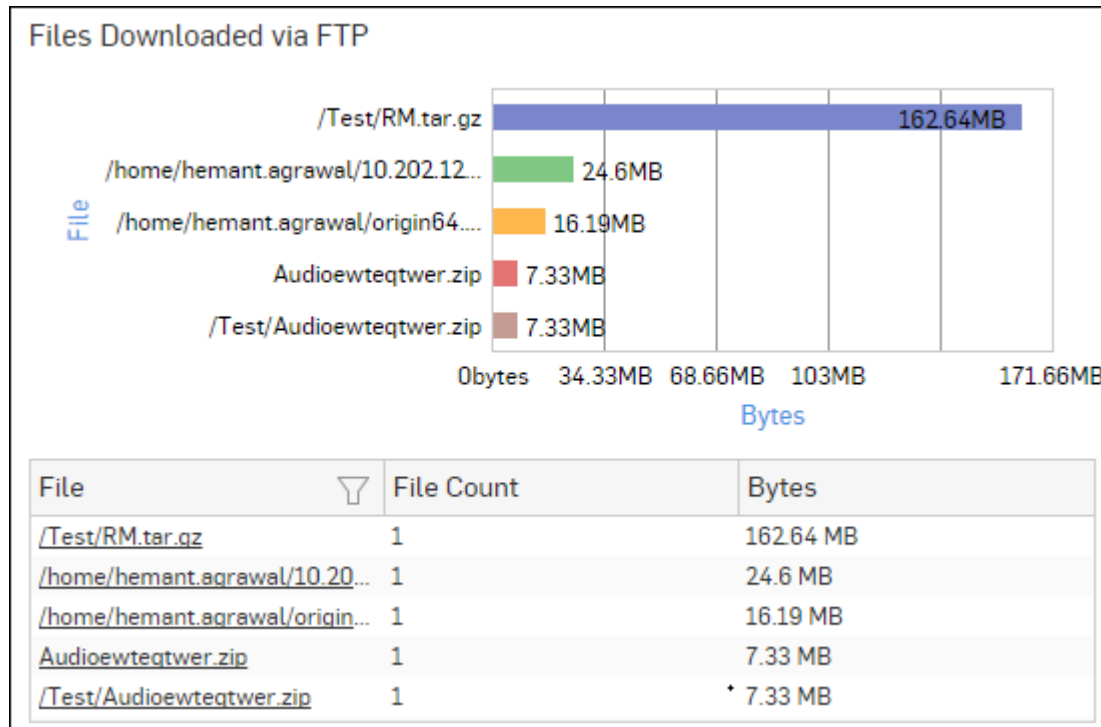 Files Downloaded via FTP
/Test/RM.tar.gz 162.64MB
/home/hemant.agrawal/10.202.12... 24.6MB
/home/hemant.agrawal/origin64.... 16.19MB
Audioewteqtwer.zip 7.33MB
/Test/Audioewteqtwer.zip 7.33MB
File
0bytes 34.33MB 68.66MB 103MB 171.66MB
Bytes
File File Count Bytes
/Test/RM.tar.gz 1 162.64 MB
/home/hemant.agrawal/10.20... 1 24.6 MB
/home/hemant.agrawal/origin... 1 16.19 MB
Audioewteqtwer.zip 1 7.33 MB
/Test/Audioewteqtwer.zip 1 7.33 MB